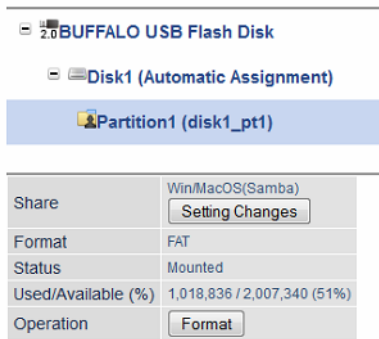 2.0 BUFFALO USB Flash Disk
Disk1 (Automatic Assignment)
Partition1 (disk1_pt1)
Share
Win/MacOS(Samba)
Setting Changes
Format FAT
Status Mounted
Used/Available (%) 1,018,836 / 2,007,340 (51%)
Operation Format